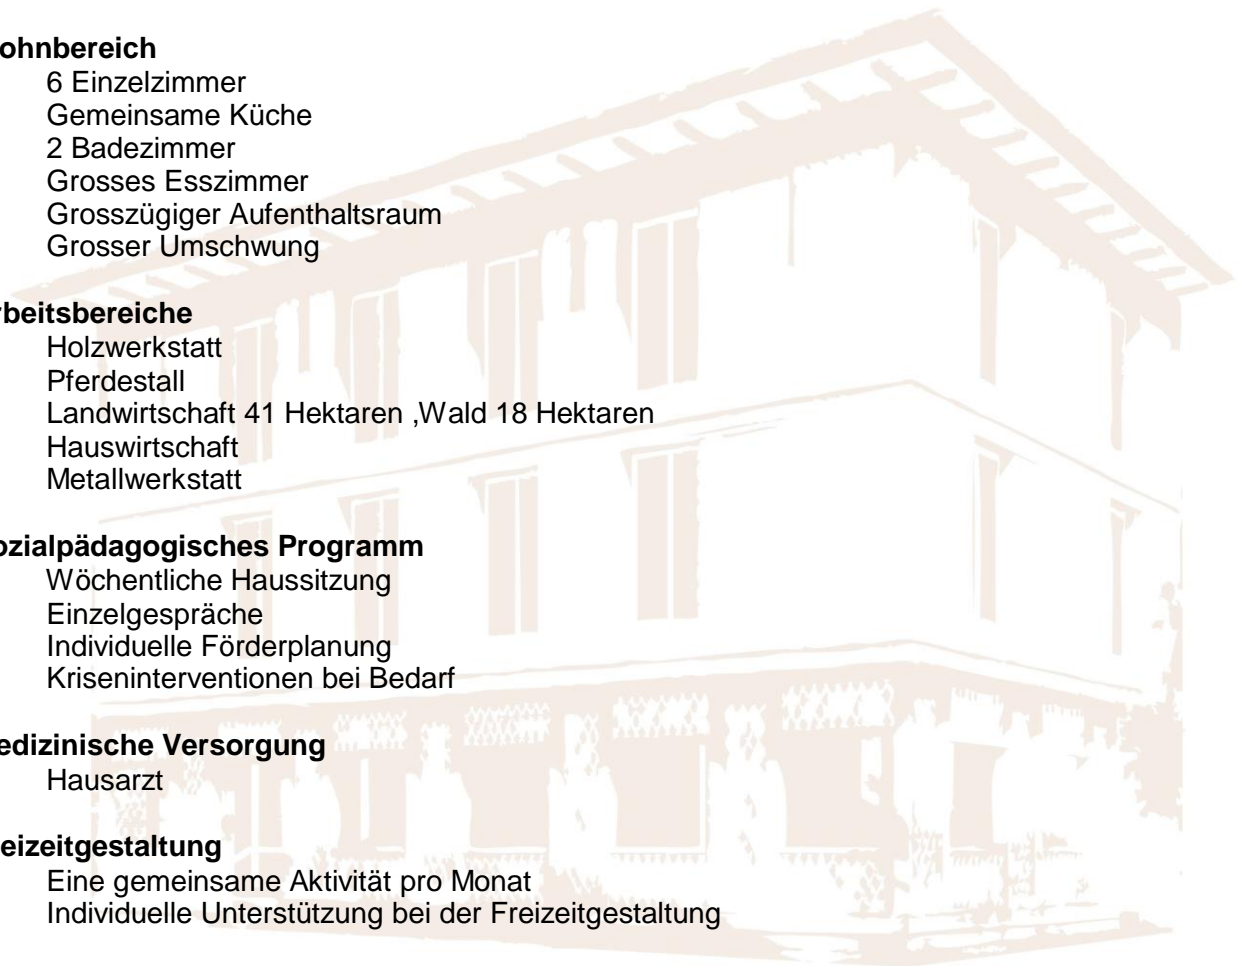 ohnbereich
6 Einzelzimmer
Gemeinsame Küche
2 Badezimmer
Grosses Esszimmer
Grosszügiger Aufenthaltsraum
Grosser Umschwung
rbeitsbereiche
Holzwerkstatt
Pferdestall
Landwirtschaft 41 Hektaren ,Wald 18 Hektaren
Hauswirtschaft
Metallwerkstatt
ozialpädagogisches Programm
Wöchentliche Haussitzung
Einzelgespräche
Individuelle Förderplanung
Kriseninterventionen bei Bedarf
edizinische Versorgung
Hausarzt
eizeitgestaltung
Eine gemeinsame Aktivität pro Monat
Individuelle Unterstützung bei der Freizeitgestaltung